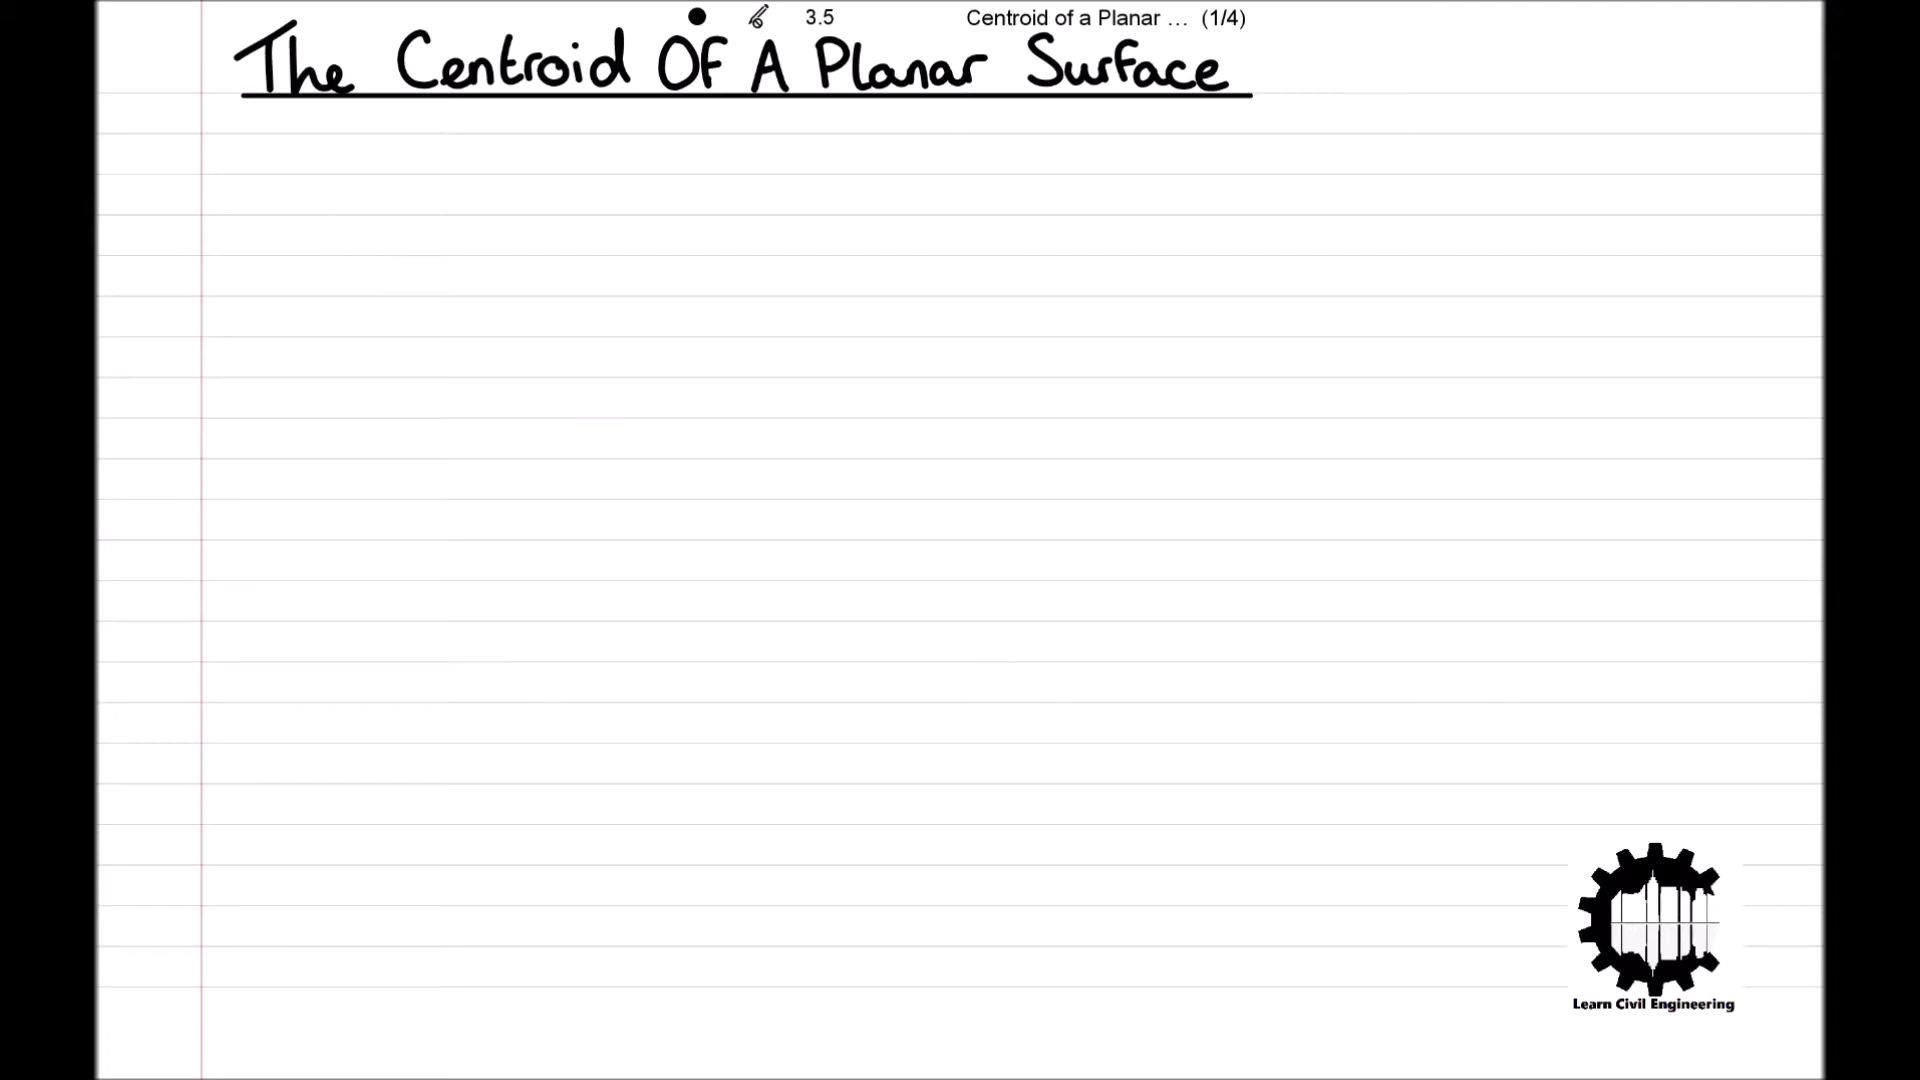 3.5 Centroid of a Planar … (1/4)
The Centroid Of A Planar Surface
Learn Civil Engineering